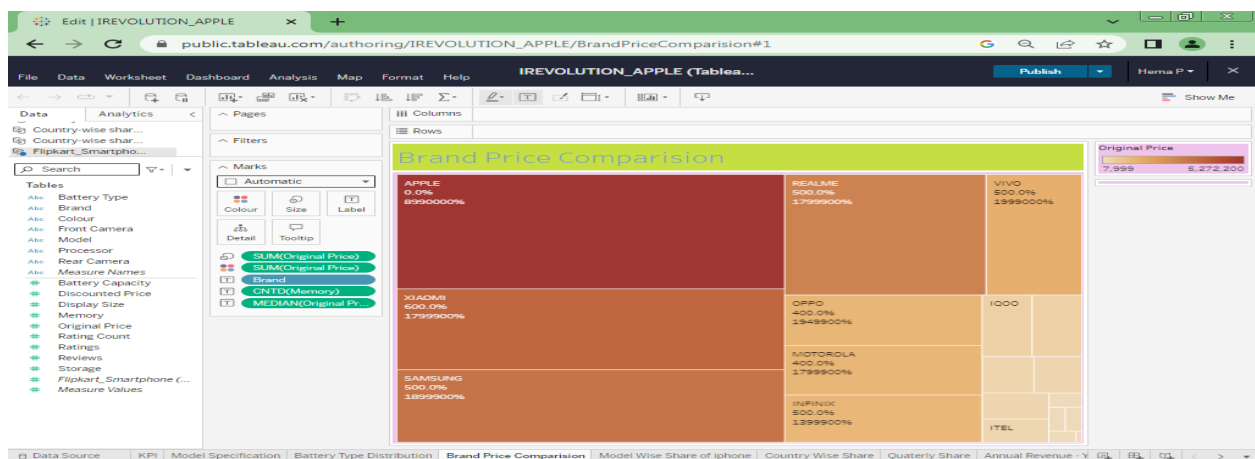 Edit | IREVOLUTION_APPLE
public.tableau.com/authoring/IREVOLUTION_APPLE/BrandPriceComparision#1
File Data Worksheet Dashboard Analysis Map Format Help IREVOLUTION_APPLE (Tablea... Publish Hema P
Show Me
Data Analytics
Country-wise shar...
Country-wise shar...
Flipkart_Smartpho...
Search
Tables
Abc Battery Type
Abc Brand
Abc Colour
Abc Front Camera
Abc Model
Abc Processor
Abc Rear Camera
Abc Measure Names
# Battery Capacity
# Discounted Price
# Display Size
# Memory
# Original Price
# Rating Count
# Ratings
# Reviews
# Storage
# Flipkart_Smartphone (...
# Measure Values
Pages
Filters
Marks
Automatic
Colour Size Label
Detail Tooltip
SUM(Original Price)
SUM(Original Price)
Brand
CNTD(Memory)
MEDIAN(Original Pr...
Columns
Rows
Brand Price Comparision
APPLE
0.0%
8990000%
XIAOMI
600.0%
1799900%
SAMSUNG
500.0%
1899900%
REALME
500.0%
1799900%
OPPO
400.0%
1949900%
MOTOROLA
400.0%
1799900%
INFINIX
500.0%
1399900%
VIVO
500.0%
1999000%
IQOO
ITEL
Original Price
7,999 5,272,200
Data Source KPI Model Specification Battery Type Distribution Brand Price Comparision Model Wise Share of iphone Country Wise Share Quaterly Share Annual Revenue - Y